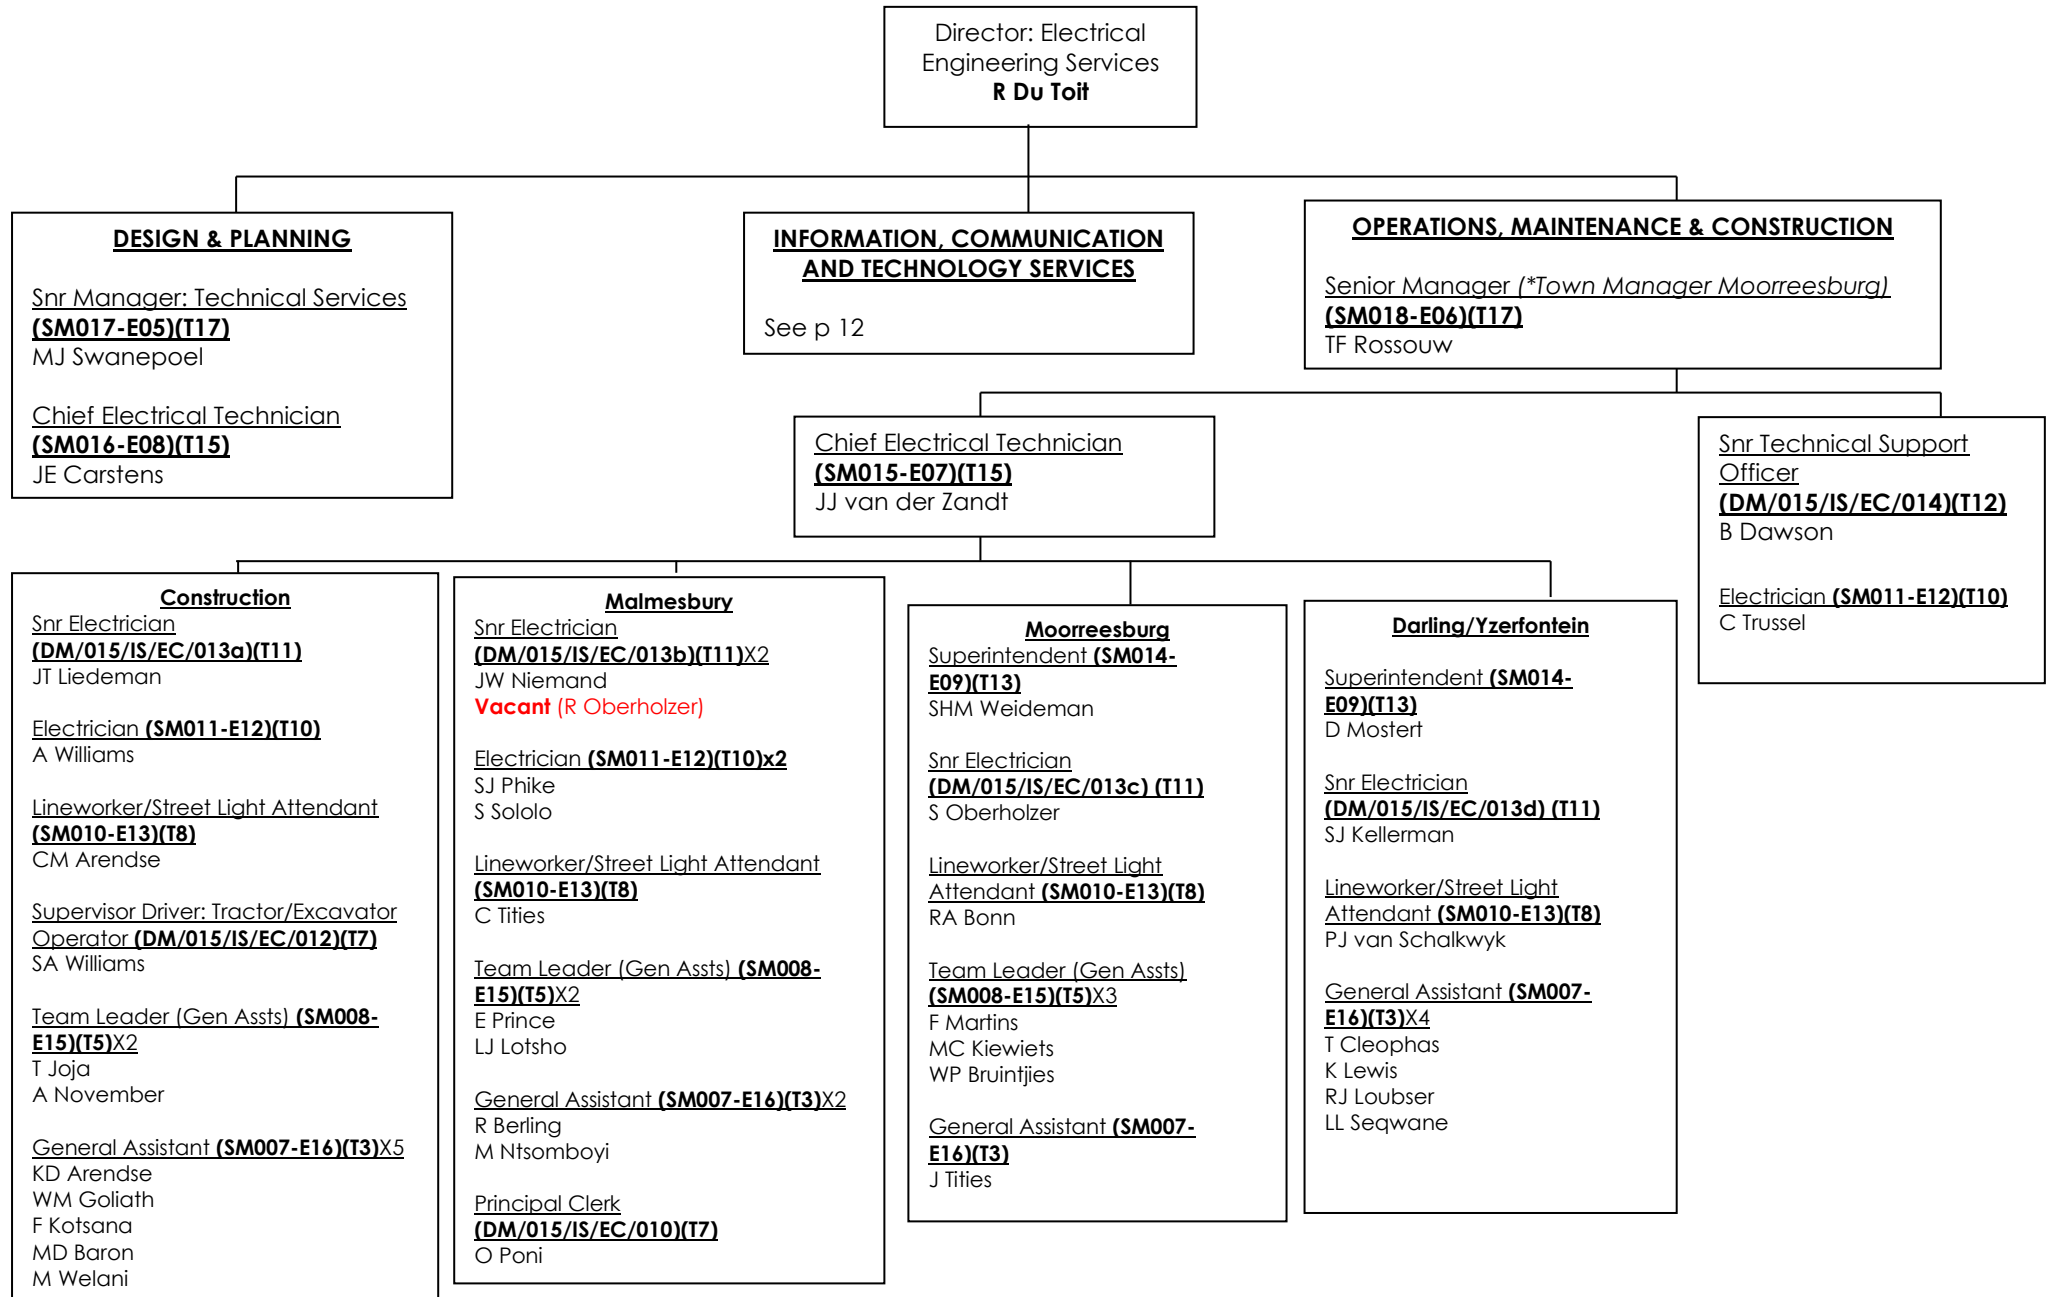 Director: Electrical
Engineering Services
R Du Toit
DESIGN & PLANNING
Snr Manager: Technical Services
(SM017-E05)(T17)
MJ Swanepoel
Chief Electrical Technician
(SM016-E08)(T15)
JE Carstens
INFORMATION, COMMUNICATION
AND TECHNOLOGY SERVICES
See p 12
OPERATIONS, MAINTENANCE & CONSTRUCTION
Senior Manager (*Town Manager Moorreesburg)
(SM018-E06)(T17)
TF Rossouw
Chief Electrical Technician
(SM015-E07)(T15)
JJ van der Zandt
Snr Technical Support
Officer
(DM/015/IS/EC/014)(T12)
B Dawson
Electrician (SM011-E12)(T10)
C Trussel
Construction
Snr Electrician
(DM/015/IS/EC/013a)(T11)
JT Liedeman
Electrician (SM011-E12)(T10)
A Williams
Lineworker/Street Light Attendant
(SM010-E13)(T8)
CM Arendse
Supervisor Driver: Tractor/Excavator
Operator (DM/015/IS/EC/012)(T7)
SA Williams
Team Leader (Gen Assts) (SM008-
E15)(T5)X2
T Joja
A November
General Assistant (SM007-E16)(T3)X5
KD Arendse
WM Goliath
F Kotsana
MD Baron
M Welani
Malmesbury
Snr Electrician
(DM/015/IS/EC/013b)(T11)X2
JW Niemand
Vacant (R Oberholzer)
Electrician (SM011-E12)(T10)x2
SJ Phike
S Sololo
Lineworker/Street Light Attendant
(SM010-E13)(T8)
C Tities
Team Leader (Gen Assts) (SM008-
E15)(T5)X2
E Prince
LJ Lotsho
General Assistant (SM007-E16)(T3)X2
R Berling
M Ntsomboyi
Principal Clerk
(DM/015/IS/EC/010)(T7)
O Poni
Moorreesburg
Superintendent (SM014-
E09)(T13)
SHM Weideman
Snr Electrician
(DM/015/IS/EC/013c) (T11)
S Oberholzer
Lineworker/Street Light
Attendant (SM010-E13)(T8)
RA Bonn
Team Leader (Gen Assts)
(SM008-E15)(T5)X3
F Martins
MC Kiewiets
WP Bruintjies
General Assistant (SM007-
E16)(T3)
J Tities
Darling/Yzerfontein
Superintendent (SM014-
E09)(T13)
D Mostert
Snr Electrician
(DM/015/IS/EC/013d) (T11)
SJ Kellerman
Lineworker/Street Light
Attendant (SM010-E13)(T8)
PJ van Schalkwyk
General Assistant (SM007-
E16)(T3)X4
T Cleophas
K Lewis
RJ Loubser
LL Seqwane